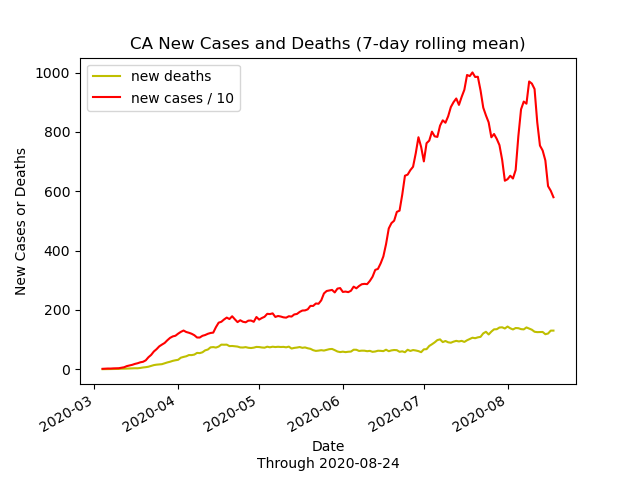 CA New Cases and Deaths (7-day rolling mean)
new deaths
new cases / 10
1000
800
600
400
200
0
New Cases or Deaths
2020-03
2020-04
2020-05
2020-06
2020-07
2020-08
Date
Through 2020-08-24